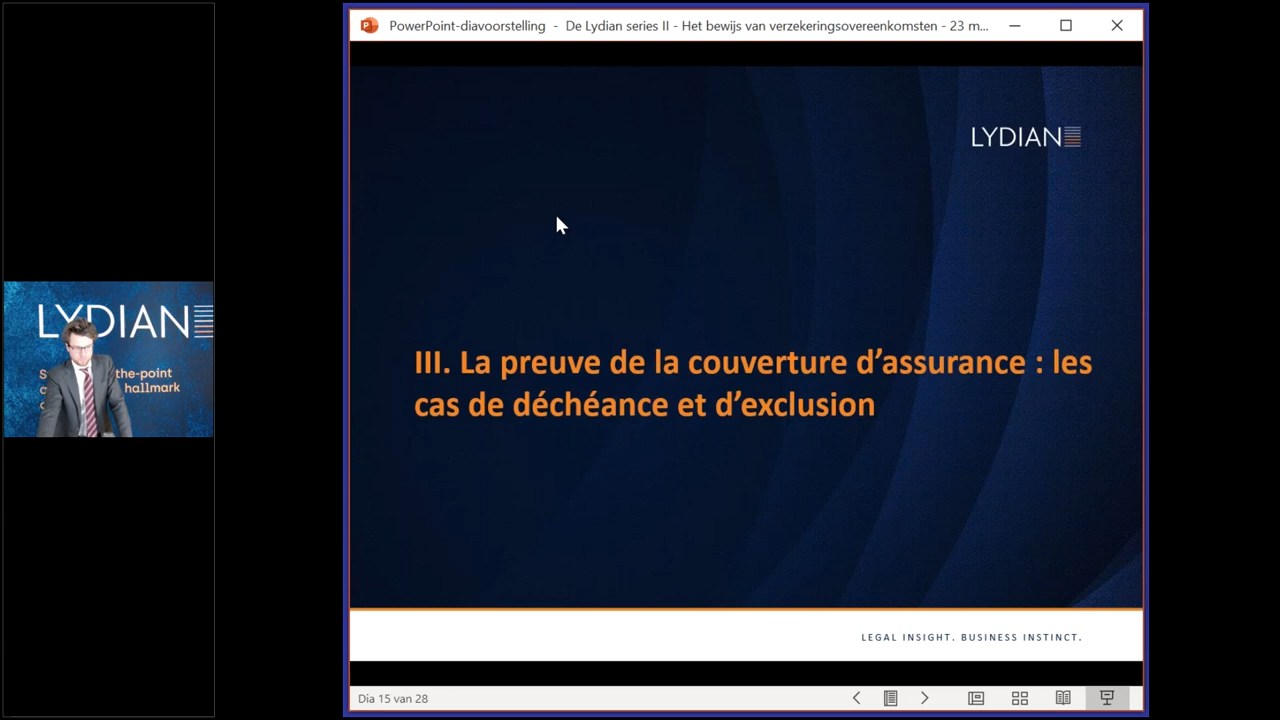 PowerPoint-diavoorstelling - De Lydian series II - Het bewijs van verzekeringsovereenkomsten - 23 m...
LYDIAN
III. La preuve de la couverture d’assurance : les
cas de déchéance et d’exclusion
LEGAL INSIGHT. BUSINESS INSTINCT.
Dia 15 van 28
LYDIAN
the-point
hallmark